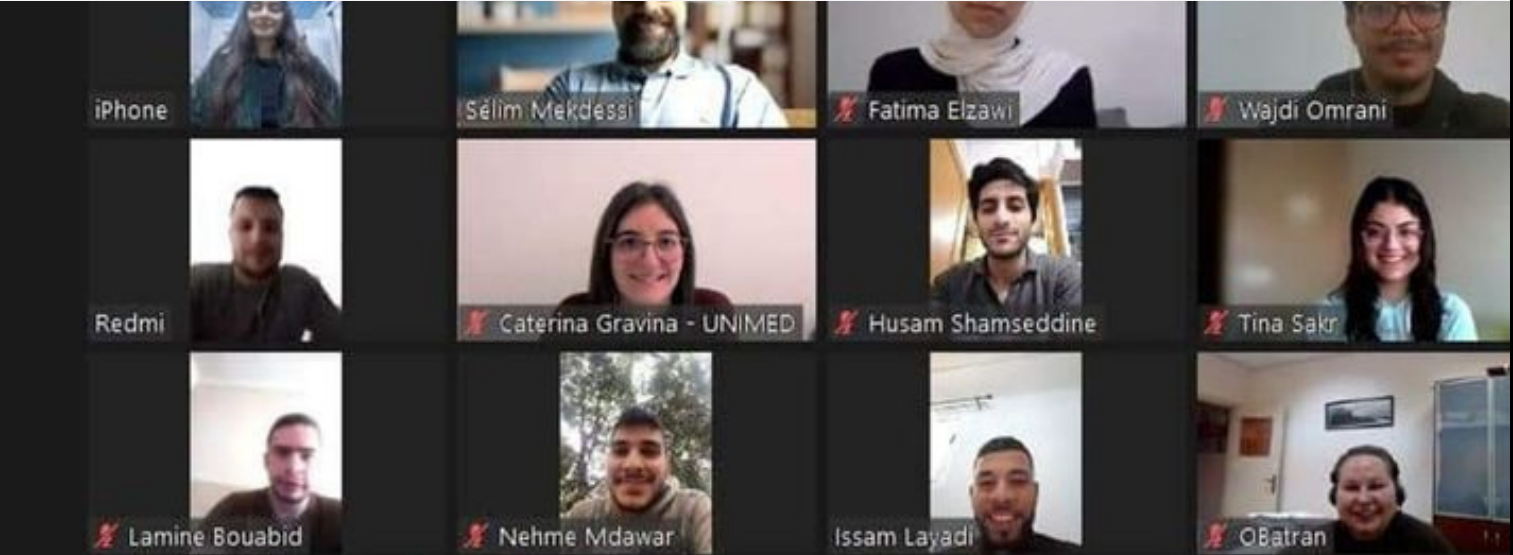 iPhone
Sélim Mekdessi
Fatima Elzawi
Wajdi Omrani
Redmi
Caterina Gravina - UNIMED
Husam Shamseddine
Tina Sakr
Lamine Bouabid
Nehme Mdawar
Issam Layadi
OBatran